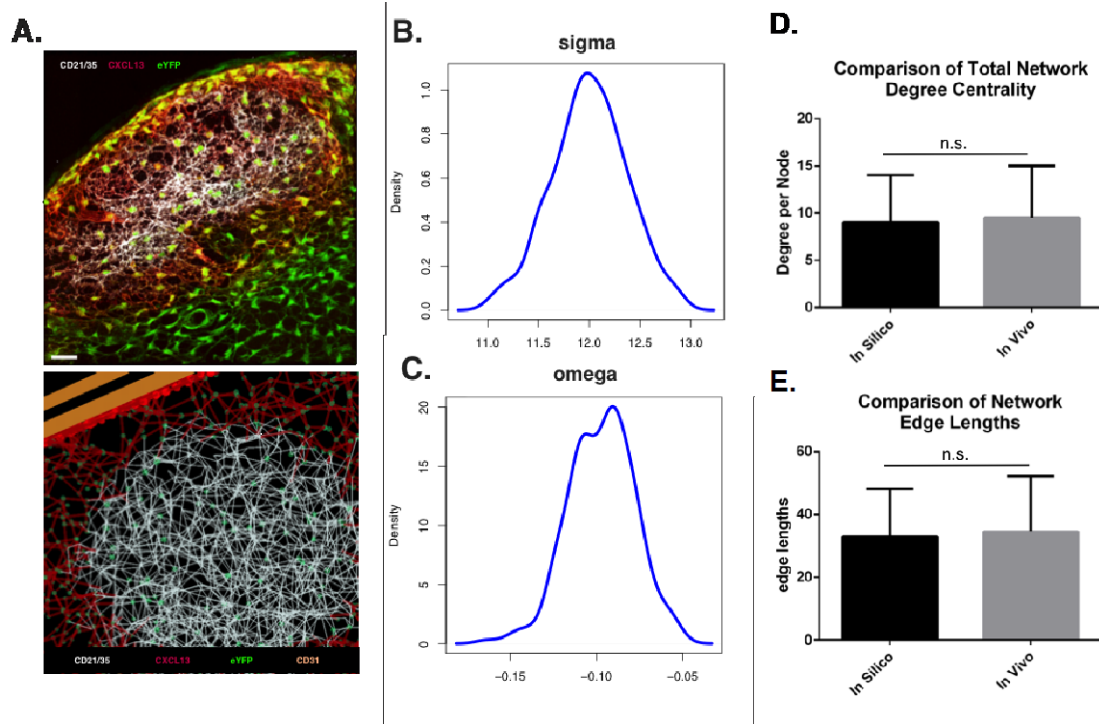 A.
CD21/35 CXCL13 eYFP
CD21/35 CXCL13 eYFP CD31
B.
sigma
Density
0.0 0.2 0.4 0.6 0.8 1.0
11.0 11.5 12.0 12.5 13.0
C.
omega
Density
0 5 10 15 20
−0.15 −0.10 −0.05
D.
Comparison of Total Network
Degree Centrality
Degree per Node
20
15
10
5
0
n.s.
In Silico
In Vivo
E.
Comparison of Network
Edge Lengths
edge lengths
60
40
20
0
n.s.
In Silico
In Vivo